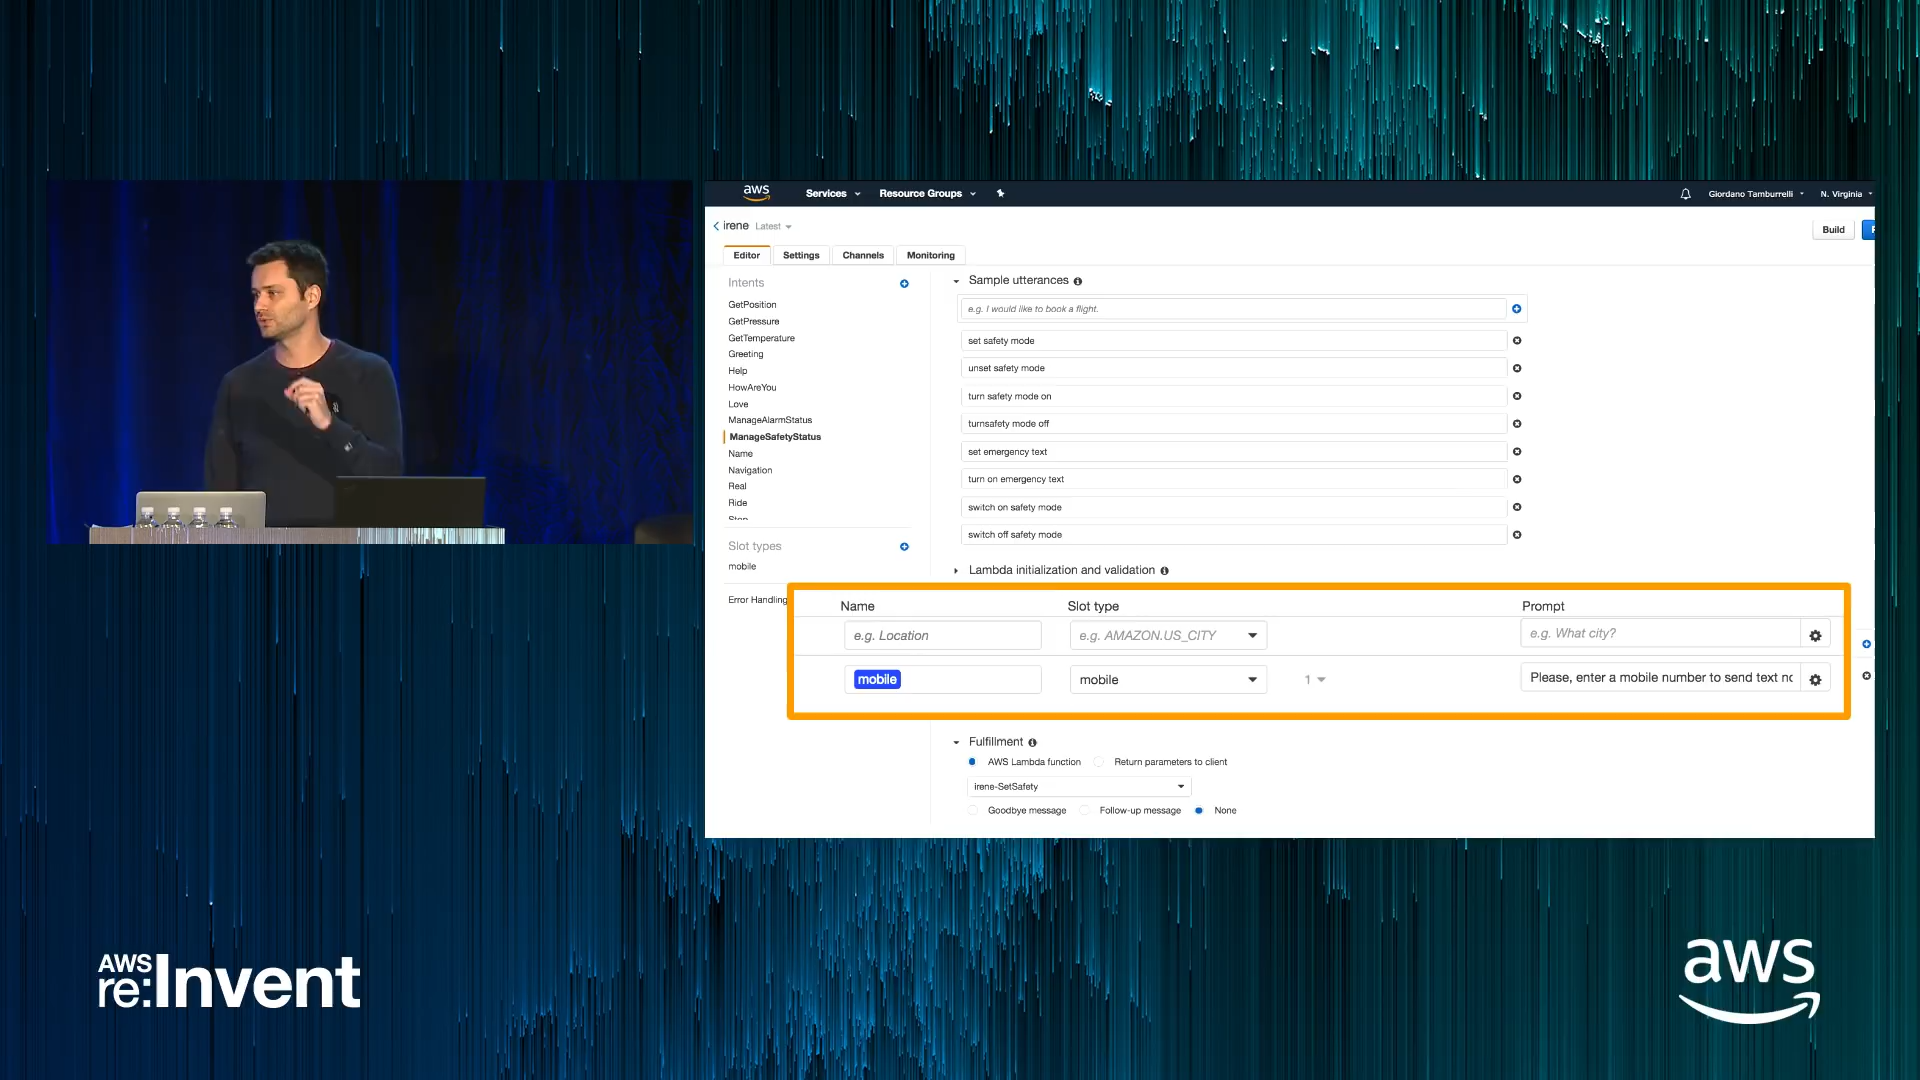 aws Services Resource Groups Giordano Tamburrelli N. Virginia
irene Latest
Build
Editor Settings Channels Monitoring
Intents
GetPosition
GetPressure
GetTemperature
Greeting
Help
HowAreYou
Love
ManageAlarmStatus
ManageSafetyStatus
Name
Navigation
Real
Ride
Stop
Slot types
mobile
Error Handling
Sample utterances
e.g. I would like to book a flight.
set safety mode
unset safety mode
turn safety mode on
turnsafety mode off
set emergency text
turn on emergency text
switch on safety mode
switch off safety mode
Lambda initialization and validation
Name Slot type Prompt
e.g. Location e.g. AMAZON.US_CITY e.g. What city?
mobile mobile 1 Please, enter a mobile number to send text no
Fulfillment
AWS Lambda function Return parameters to client
irene-SetSafety
Goodbye message Follow-up message None
AWS
re:Invent
aws